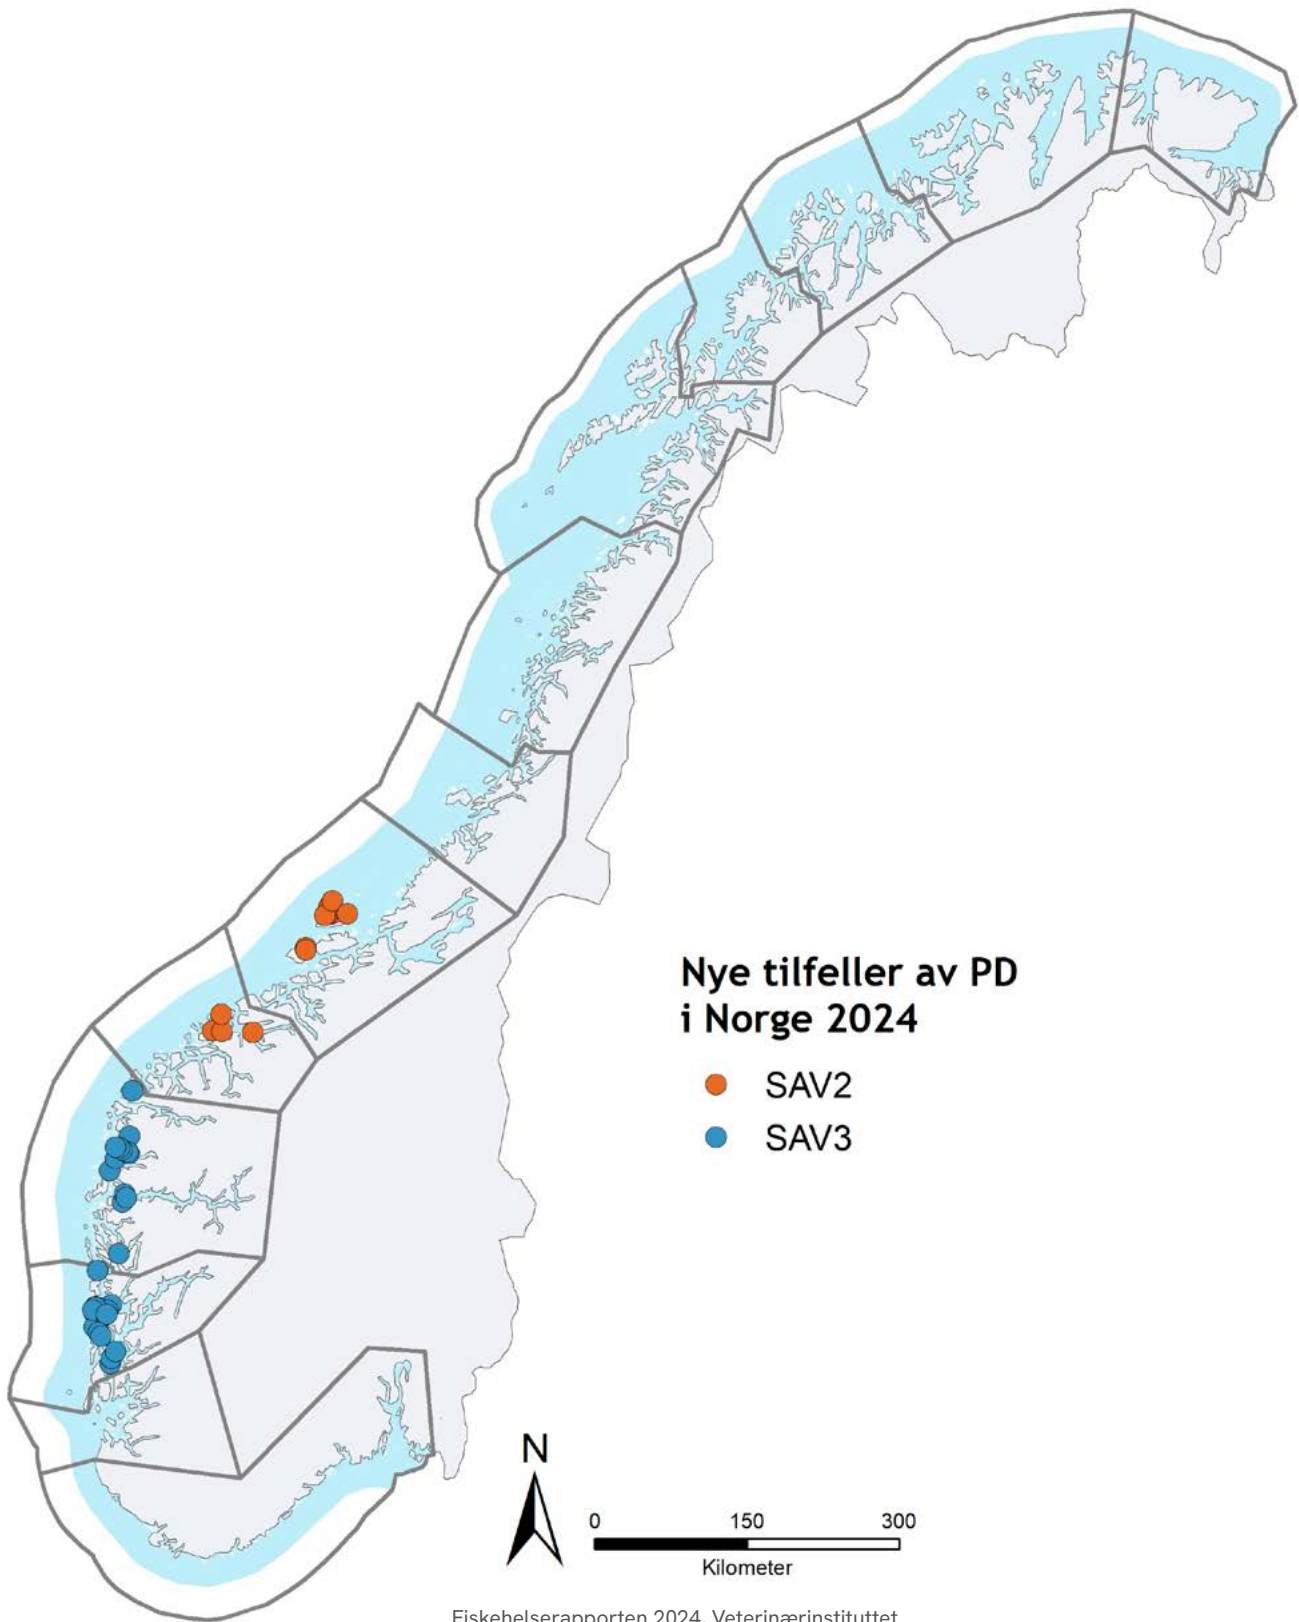 Nye tilfeller av PD
i Norge 2024
SAV2
SAV3
N
0 150 300
Kilometer
Fiskehelserapporten 2024, Veterinærinstituttet